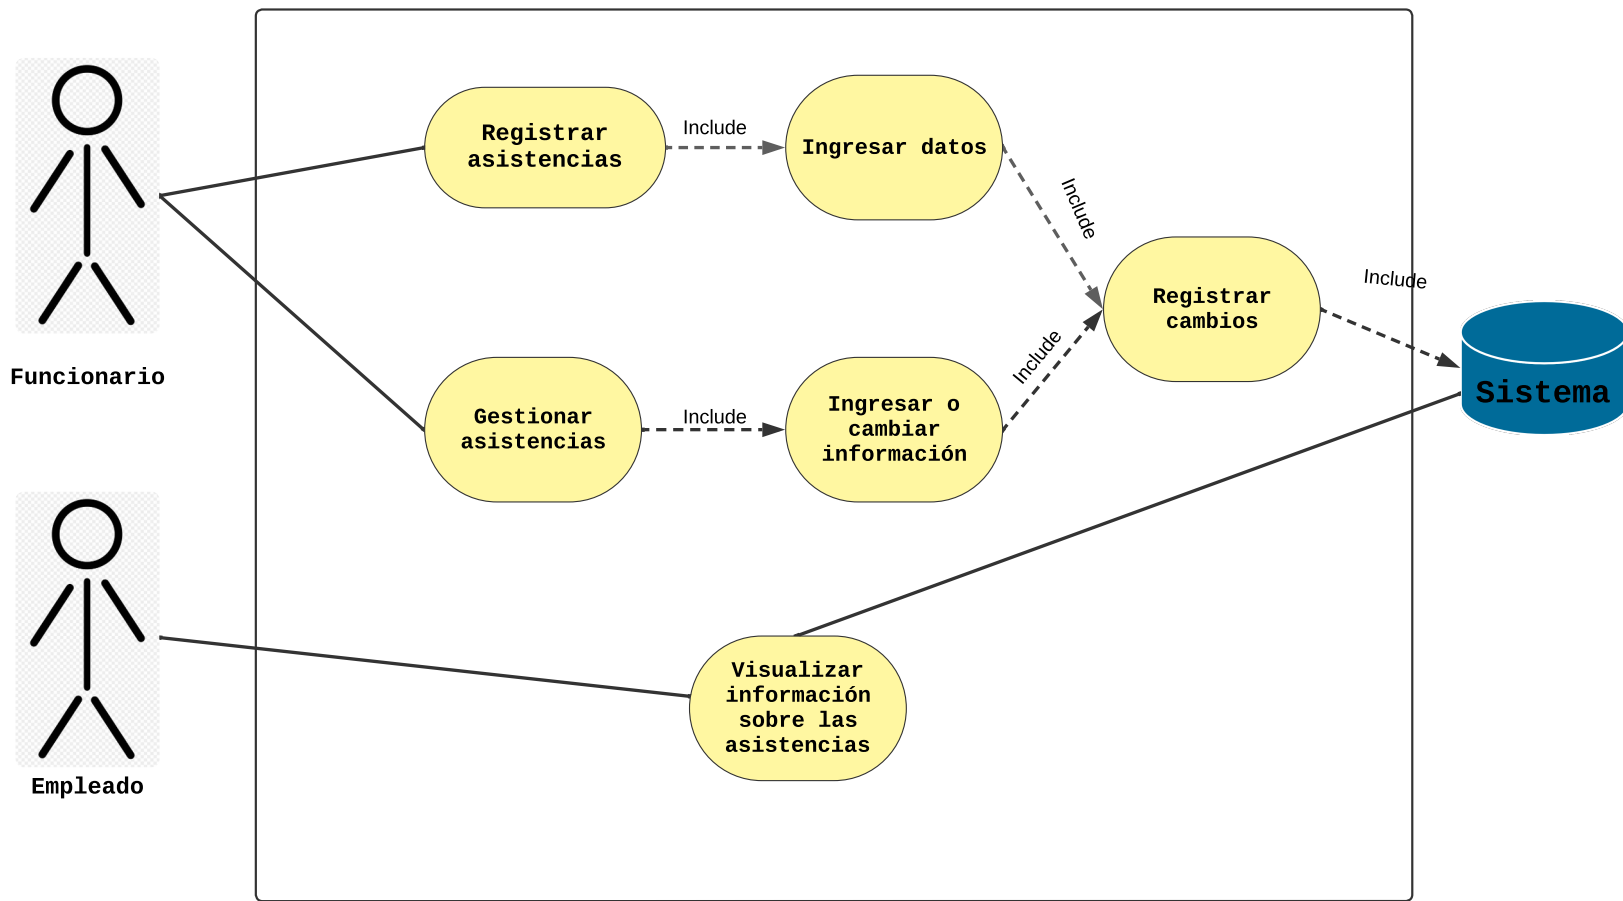 Registrar
asistencias
Include
Ingresar datos
Include
Registrar
cambios
Include
Sistema
Funcionario
Gestionar
asistencias
Include
Ingresar o
cambiar
información
Include
Empleado
Visualizar
información
sobre las
asistencias